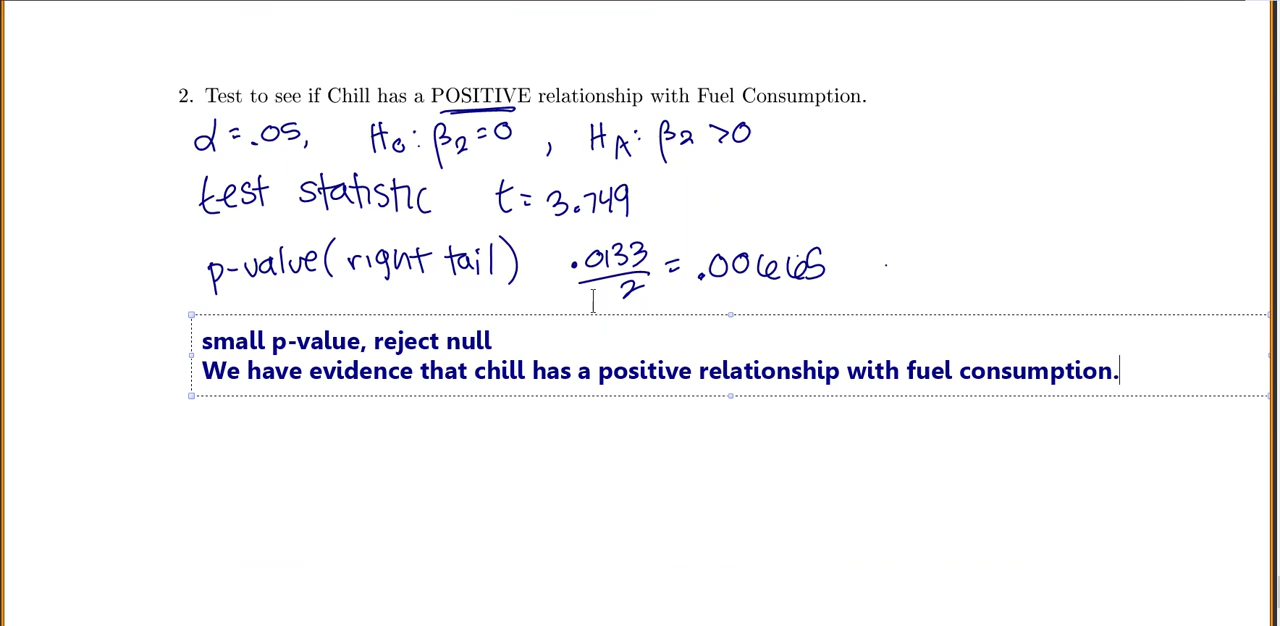 2. Test to see if Chill has a POSITIVE relationship with Fuel Consumption.
α = .05, H₀: β₂ = 0, H_A: β₂ > 0
test statistic t = 3.749
p-value (right tail) .0133/2 = .00665
small p-value, reject null
We have evidence that chill has a positive relationship with fuel consumption.